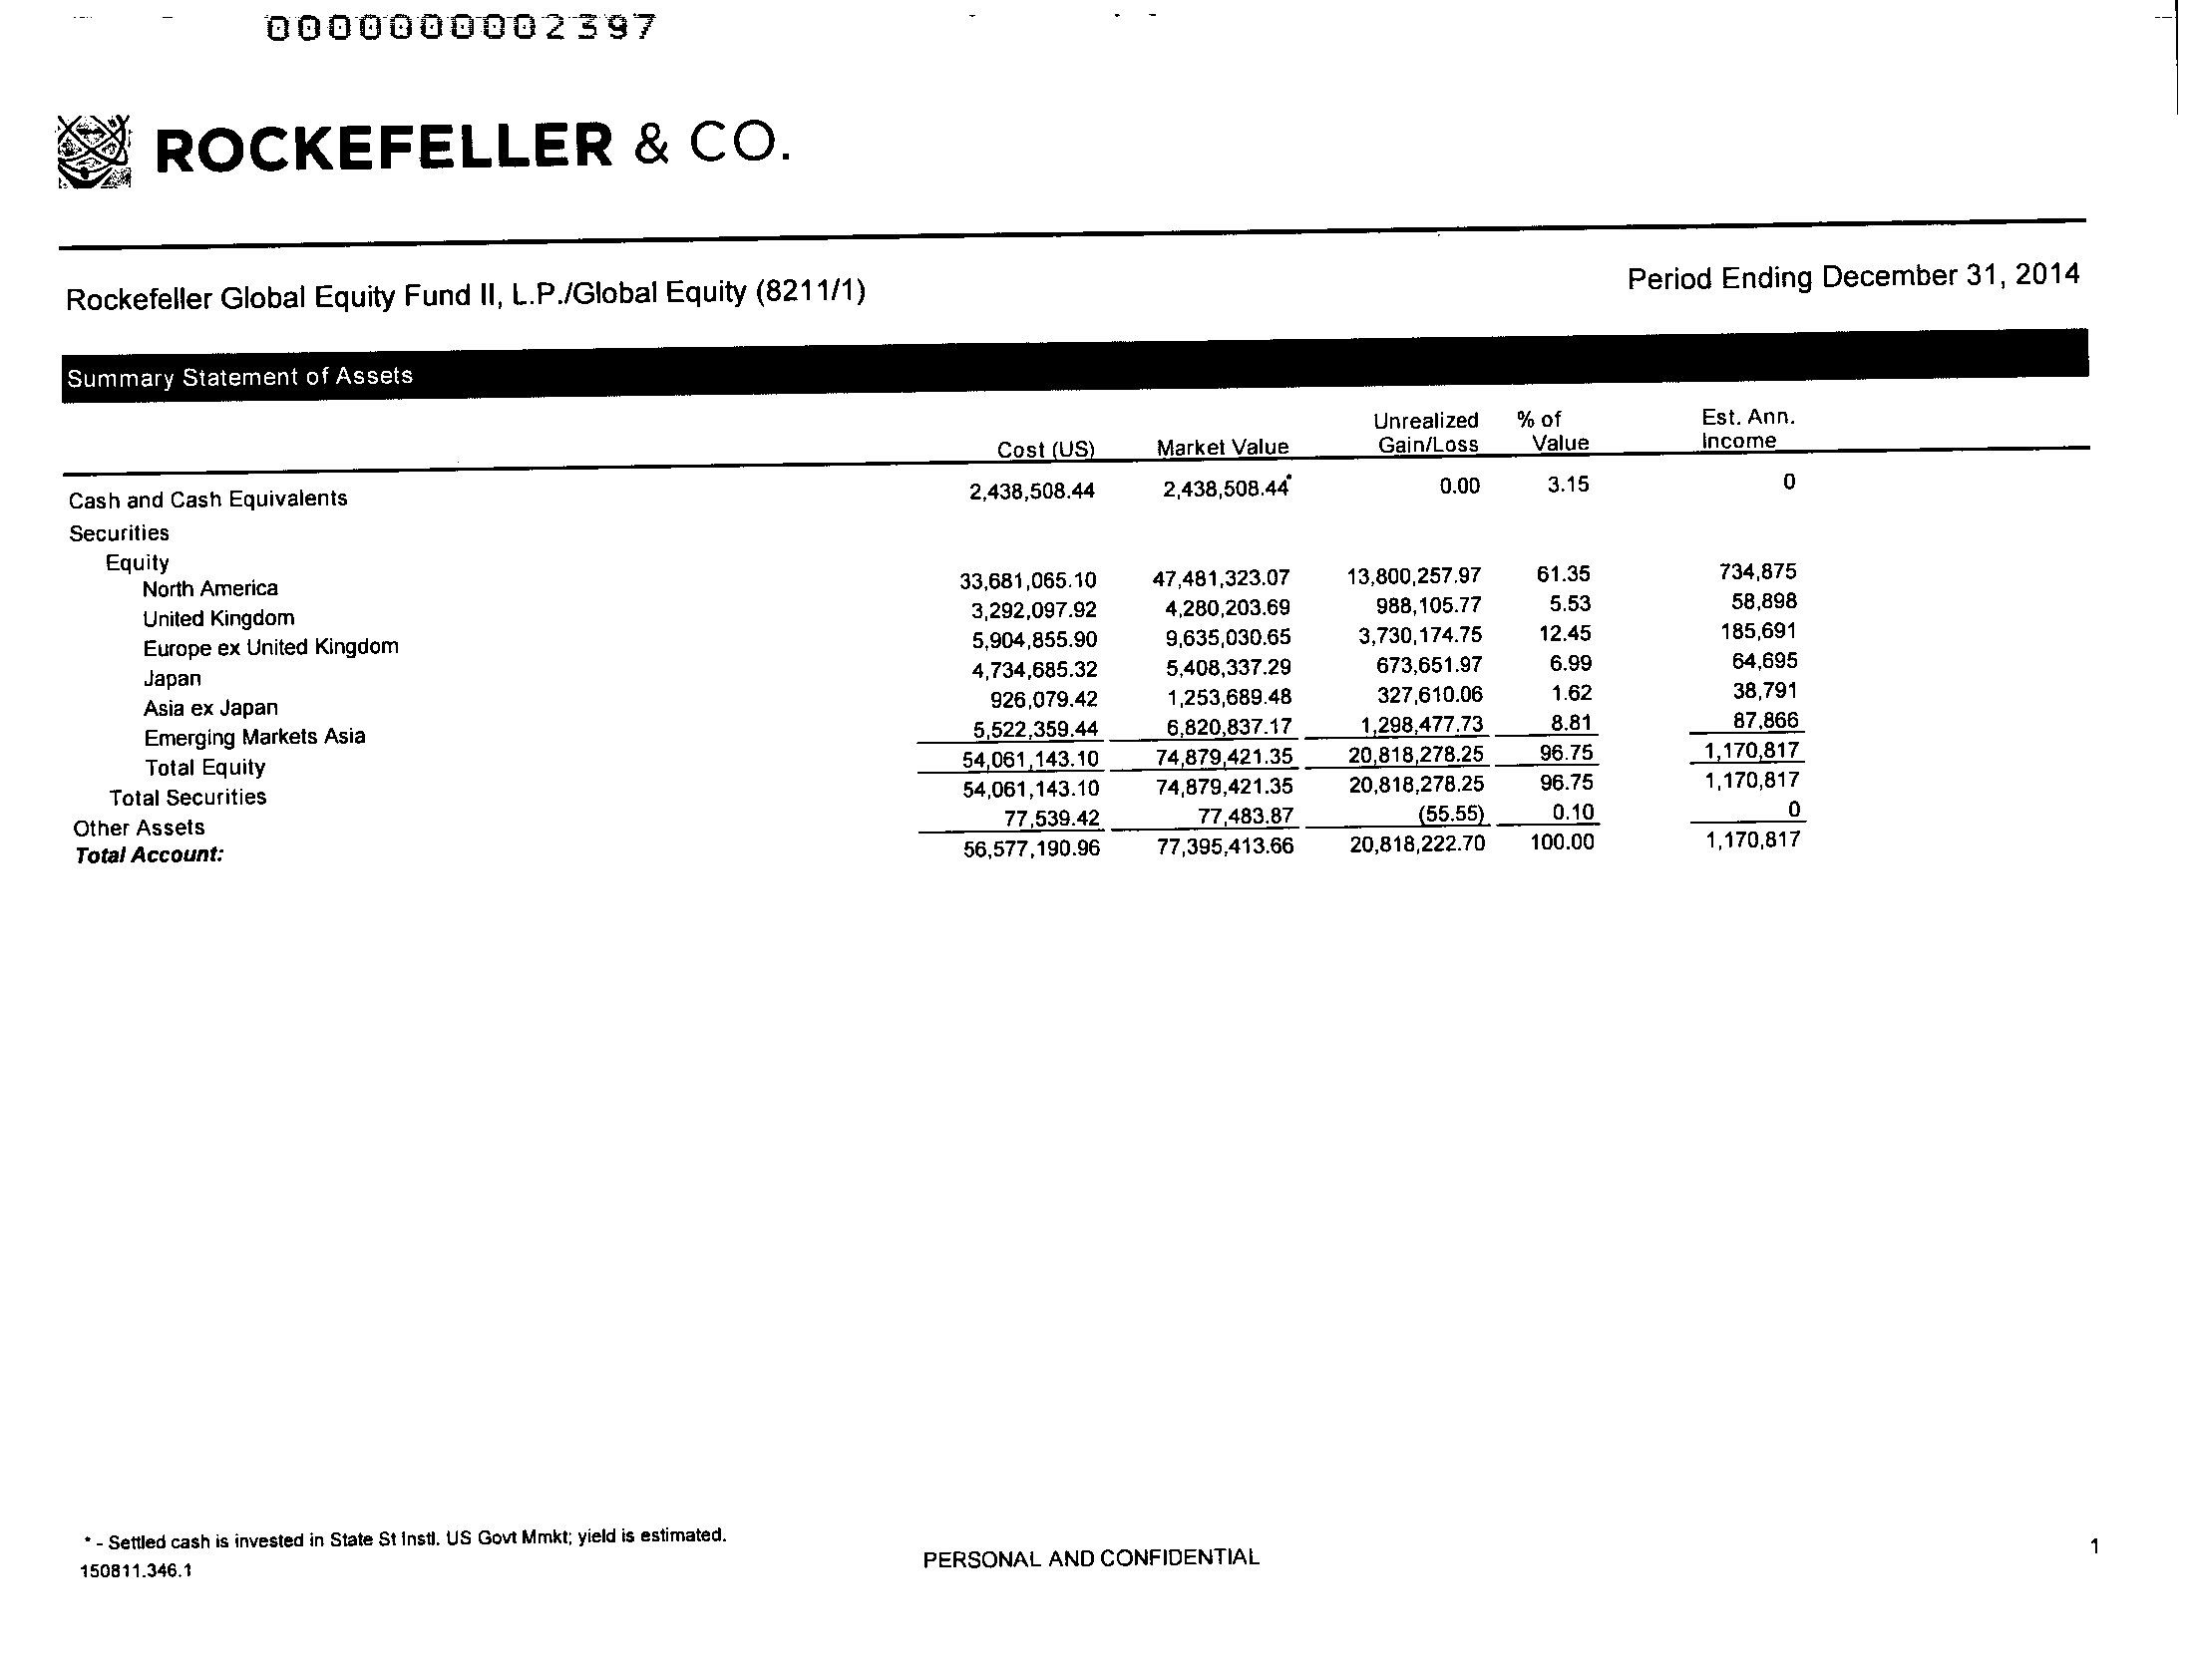 0000000002397
ROCKEFELLER & CO.
Rockefeller Global Equity Fund II, L.P./Global Equity (8211/1) Period Ending December 31, 2014
Summary Statement of Assets
Unrealized % of Est. Ann.
Cost (US) Market Value Gain/Loss Value Income
Cash and Cash Equivalents 2,438,508.44 2,438,508.44* 0.00 3.15 0
Securities
Equity
North America 33,681,065.10 47,481,323.07 13,800,257.97 61.35 734,875
United Kingdom 3,292,097.92 4,280,203.69 988,105.77 5.53 58,898
Europe ex United Kingdom 5,904,855.90 9,635,030.65 3,730,174.75 12.45 185,691
Japan 4,734,685.32 5,408,337.29 673,651.97 6.99 64,695
Asia ex Japan 926,079.42 1,253,689.48 327,610.06 1.62 38,791
Emerging Markets Asia 5,522,359.44 6,820,837.17 1,298,477.73 8.81 87,866
Total Equity 54,061,143.10 74,879,421.35 20,818,278.25 96.75 1,170,817
Total Securities 54,061,143.10 74,879,421.35 20,818,278.25 96.75 1,170,817
Other Assets 77,539.42 77,483.87 (55.55) 0.10 0
Total Account: 56,577,190.96 77,395,413.66 20,818,222.70 100.00 1,170,817
* - Settled cash is invested in State St Instl. US Govt Mmkt; yield is estimated.
150811.346.1
PERSONAL AND CONFIDENTIAL
1